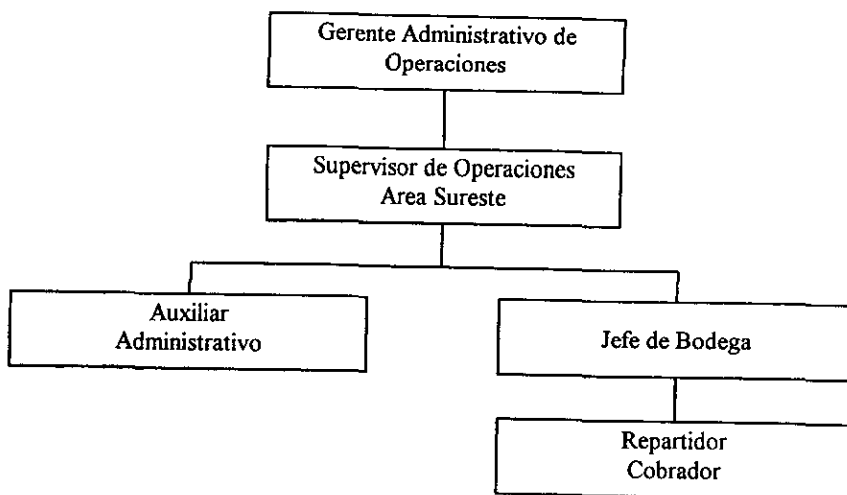 Gerente Administrativo de
Operaciones
Supervisor de Operaciones
Area Sureste
Auxiliar
Administrativo
Jefe de Bodega
Repartidor
Cobrador